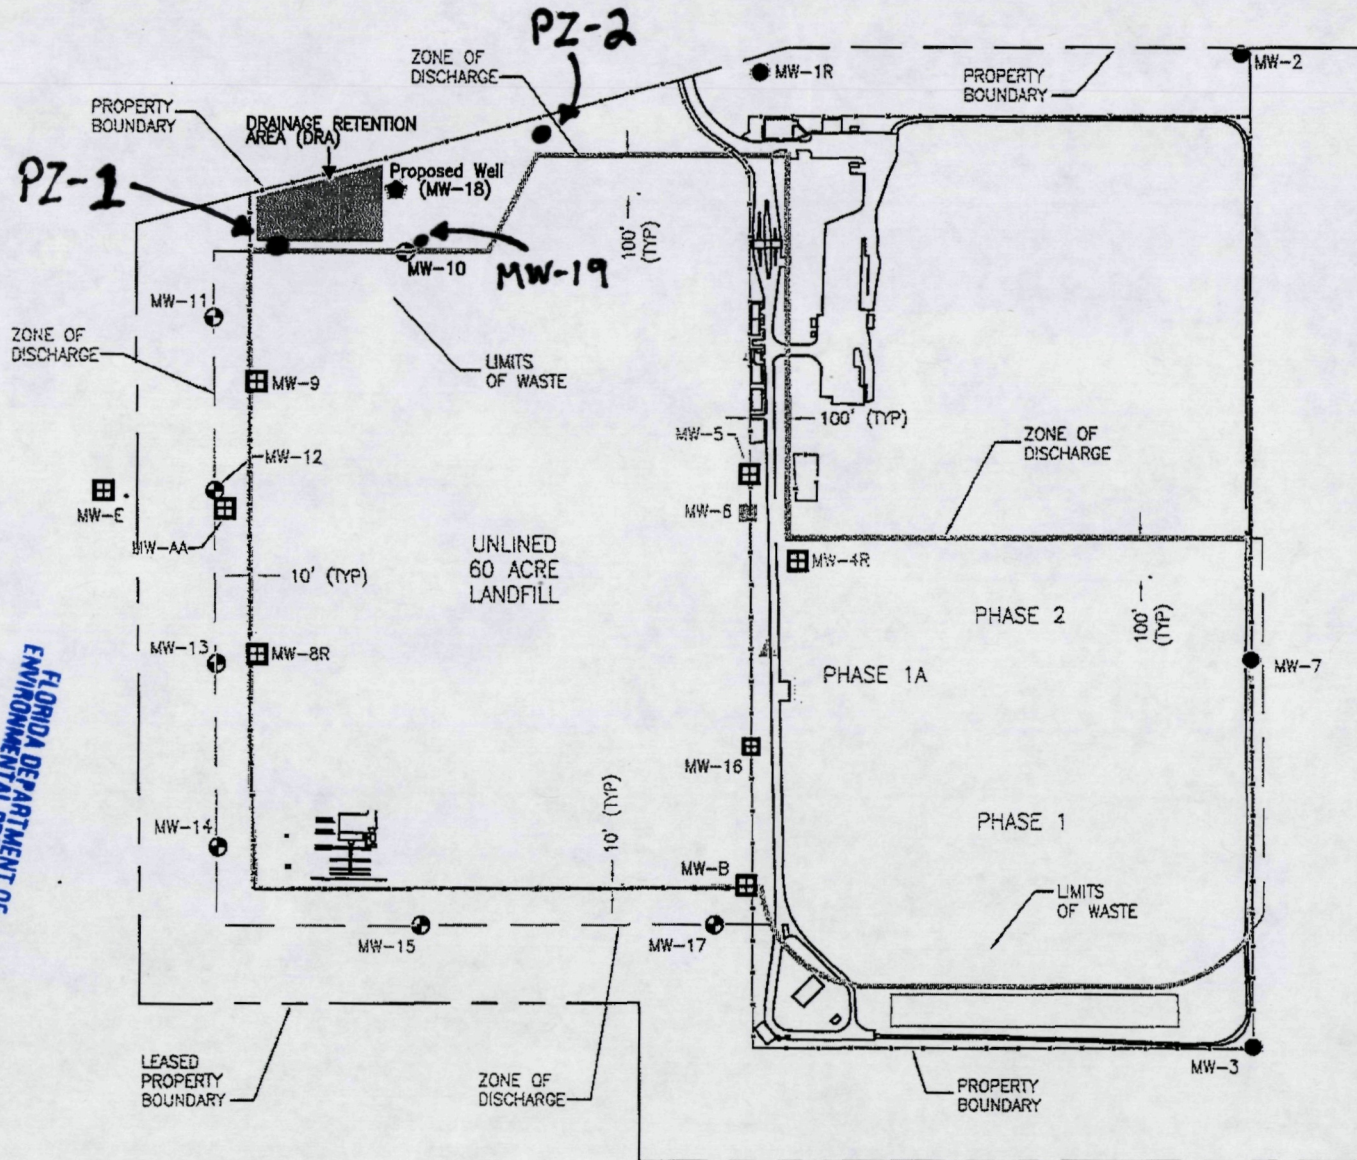 PZ-2
ZONE OF
DISCHARGE
MW-1R
MW-2
PROPERTY
BOUNDARY
PROPERTY
BOUNDARY
DRAINAGE RETENTION
AREA (DRA)
PZ-1
Proposed Well
(MW-18)
100'
(TYP)
MW-10
MW-19
MW-11
ZONE OF
DISCHARGE
LIMITS
OF WASTE
MW-9
100' (TYP)
MW-5
ZONE OF
DISCHARGE
MW-12
MW-E
MW-6
MW-AA
UNLINED
60 ACRE
LANDFILL
MW-4R
10' (TYP)
PHASE 2
100'
(TYP)
MW-13
MW-8R
MW-7
PHASE 1A
MW-16
10' (TYP)
MW-14
PHASE 1
MW-B
LIMITS
OF WASTE
MW-15
MW-17
LEASED
PROPERTY
BOUNDARY
ZONE OF
DISCHARGE
PROPERTY
BOUNDARY
MW-3
FLORIDA DEPARTMENT OF
ENVIRONMENTAL